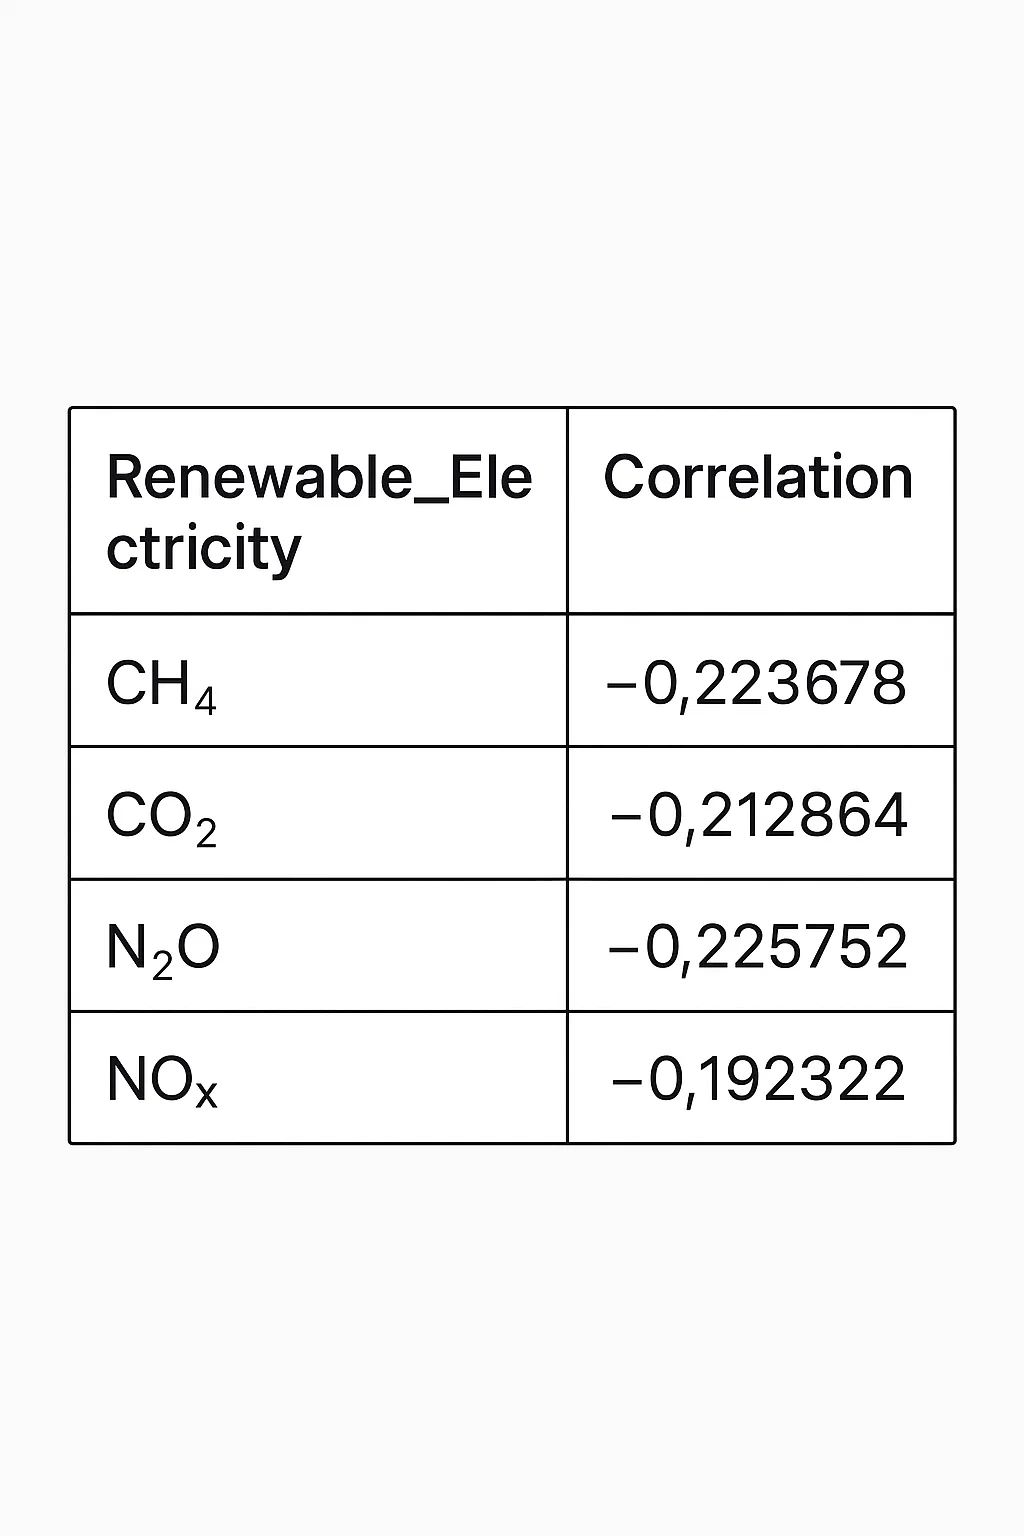 Renewable_Ele
ctricity
Correlation
CH₄
−0,223678
CO₂
−0,212864
N₂O
−0,225752
NOₓ
−0,192322